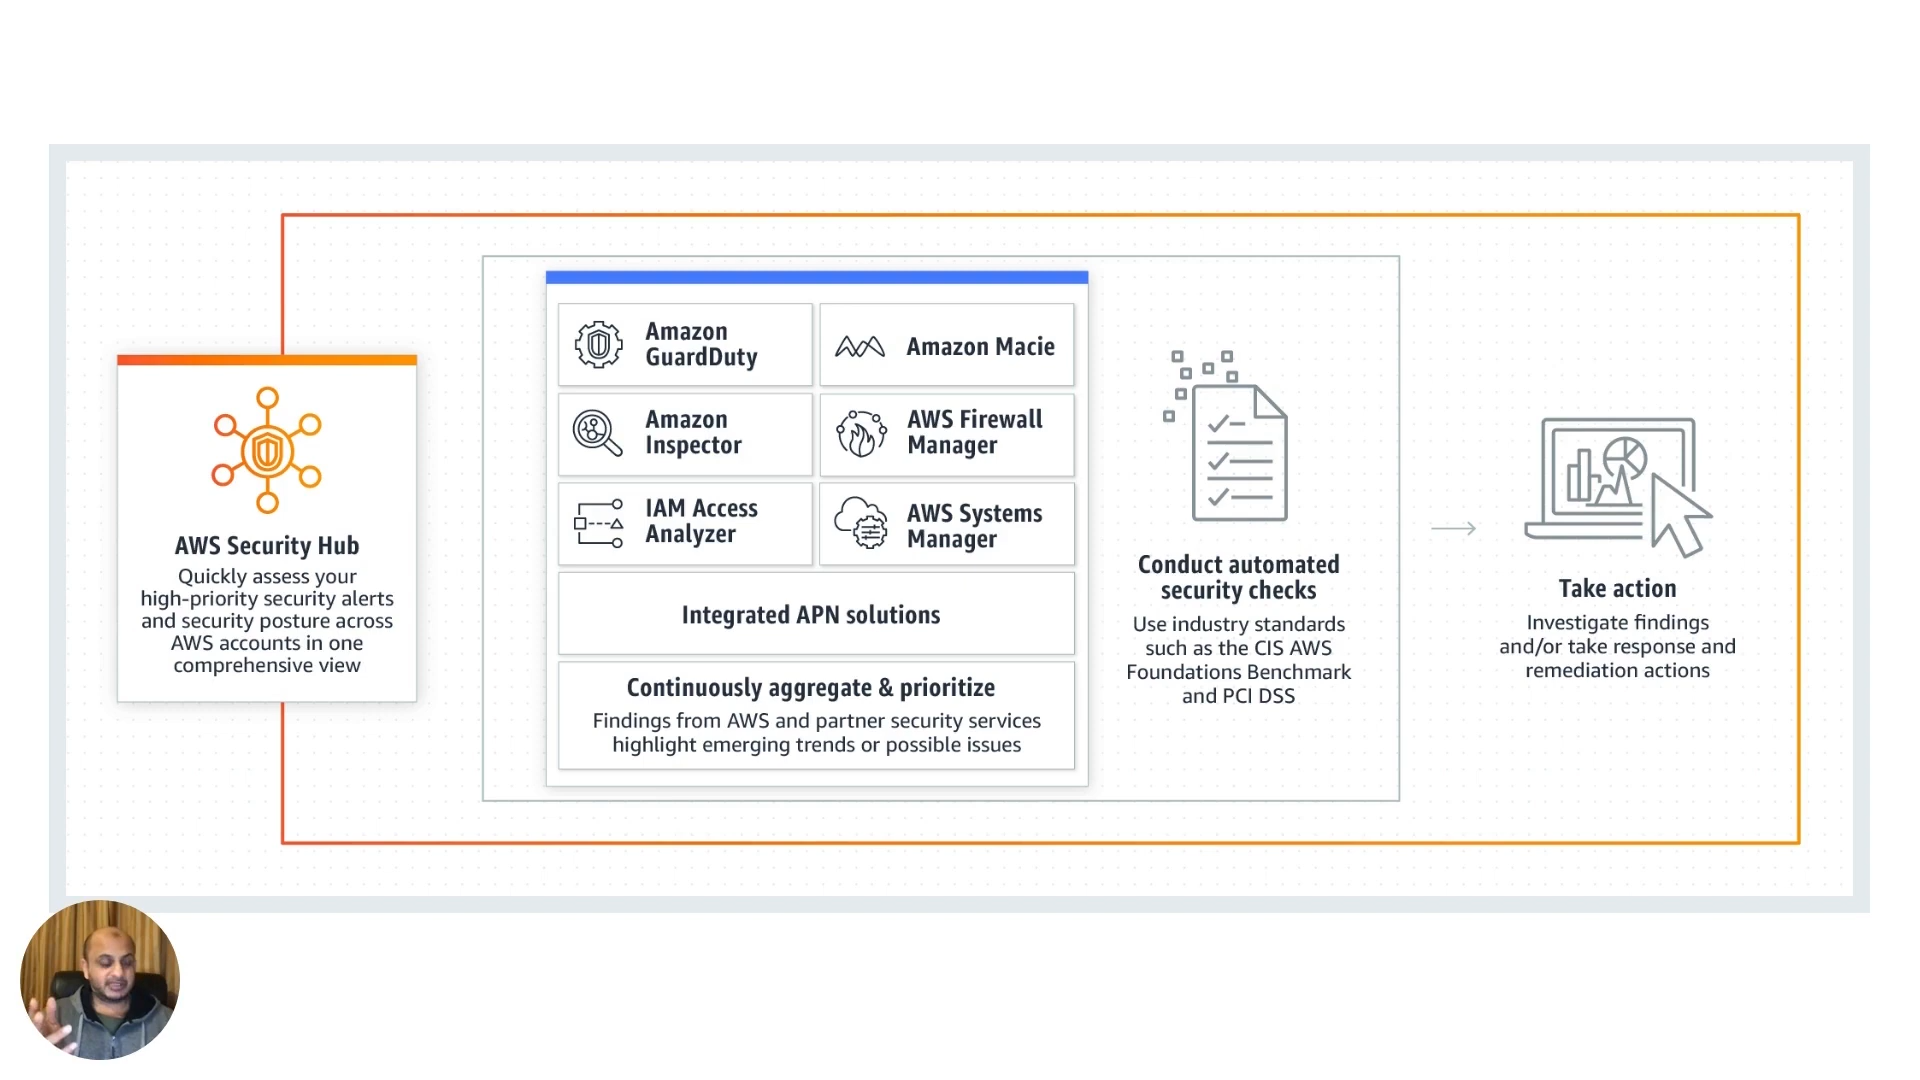 AWS Security Hub
Quickly assess your
high-priority security alerts
and security posture across
AWS accounts in one
comprehensive view
Amazon
GuardDuty
Amazon Macie
Amazon
Inspector
AWS Firewall
Manager
IAM Access
Analyzer
AWS Systems
Manager
Integrated APN solutions
Continuously aggregate & prioritize
Findings from AWS and partner security services
highlight emerging trends or possible issues
Conduct automated
security checks
Use industry standards
such as the CIS AWS
Foundations Benchmark
and PCI DSS
Take action
Investigate findings
and/or take response and
remediation actions